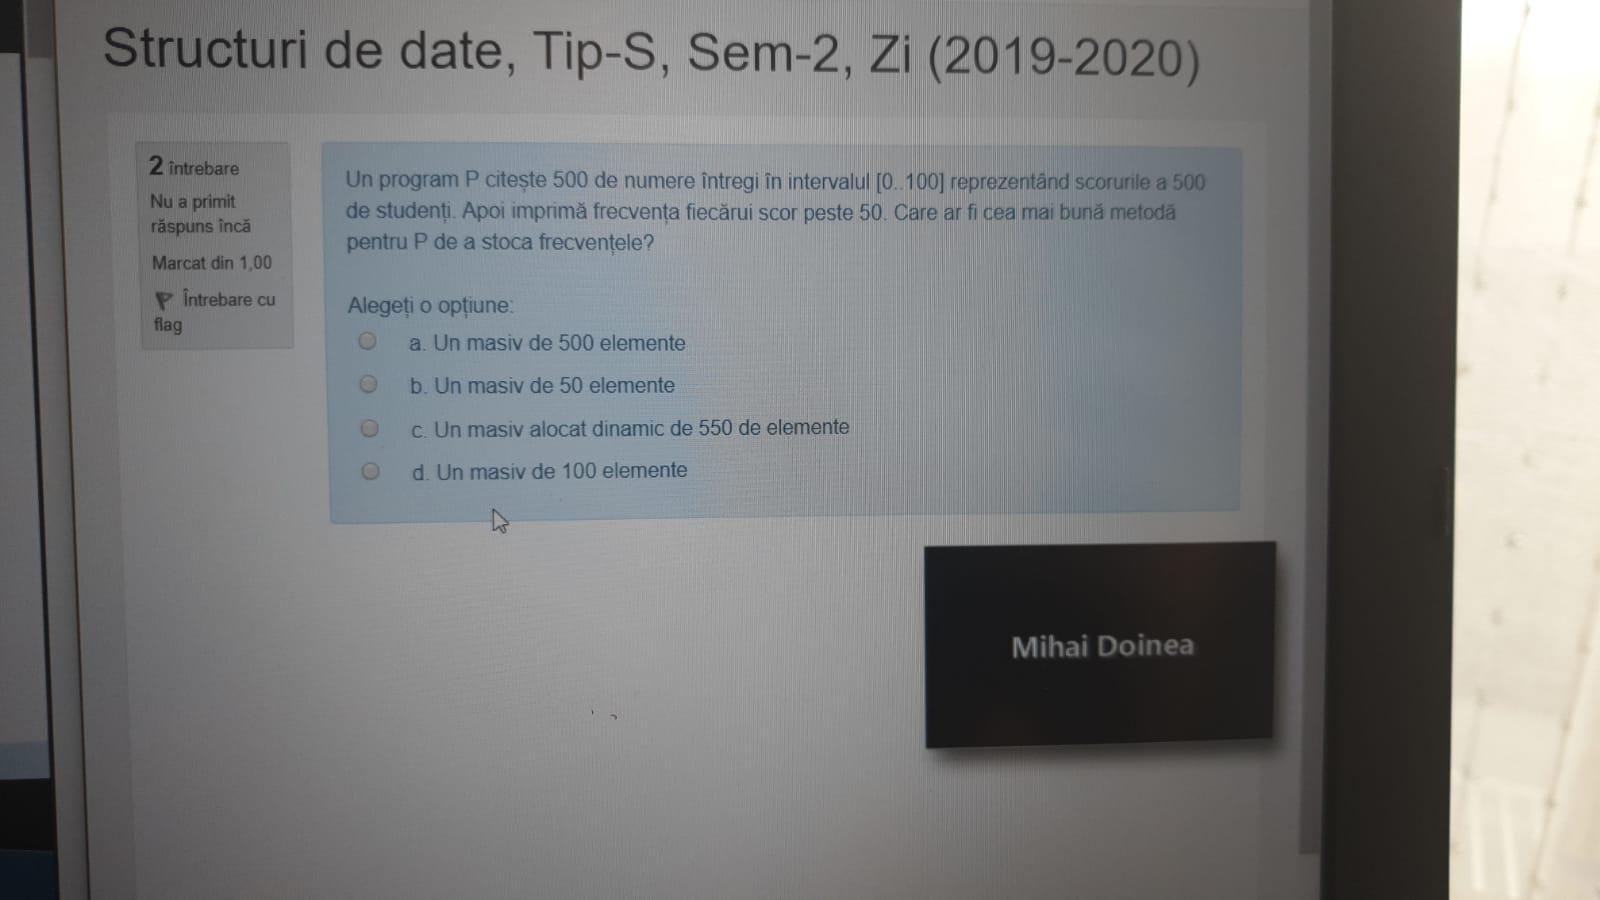 Structuri de date, Tip-S, Sem-2, Zi (2019-2020)
2 întrebare
Nu a primit
răspuns încă
Marcat din 1,00
Întrebare cu
flag
Un program P citește 500 de numere întregi în intervalul [0..100] reprezentând scorurile a 500
de studenți. Apoi imprimă frecvența fiecărui scor peste 50. Care ar fi cea mai bună metodă
pentru P de a stoca frecvențele?
Alegeți o opțiune:
a. Un masiv de 500 elemente
b. Un masiv de 50 elemente
c. Un masiv alocat dinamic de 550 de elemente
d. Un masiv de 100 elemente
Mihai Doinea